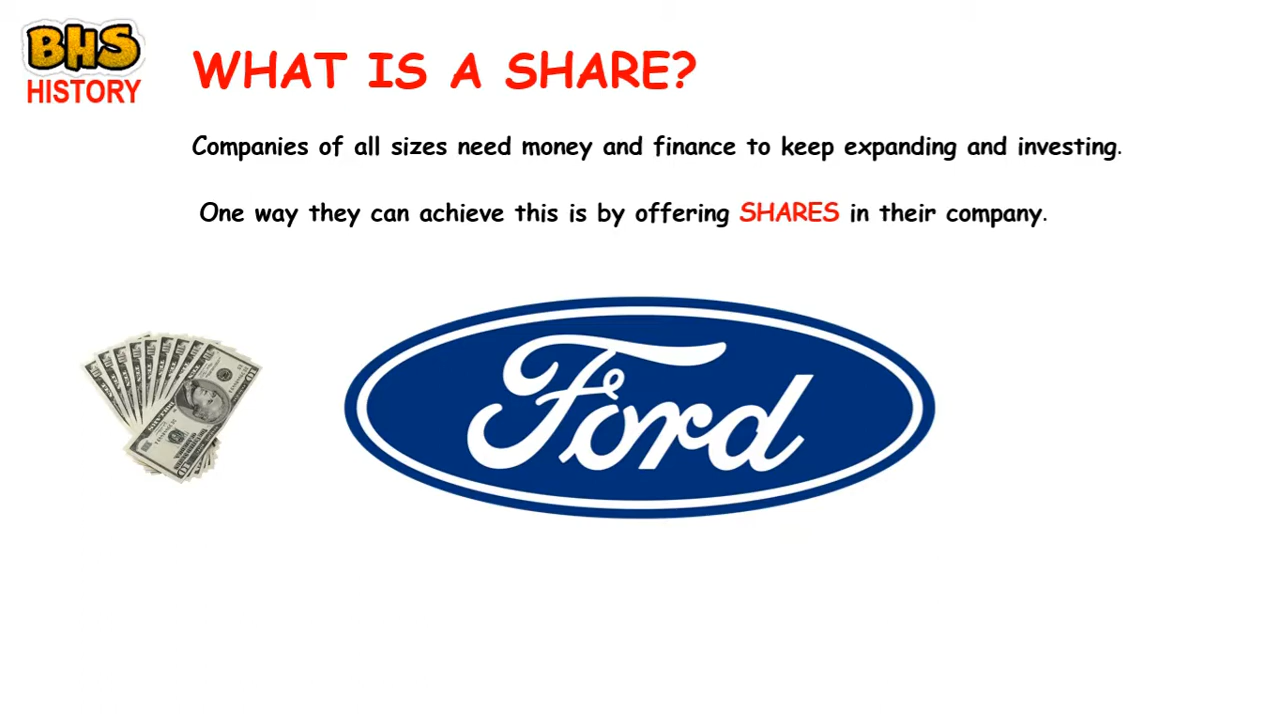 BHS
HISTORY
WHAT IS A SHARE?
Companies of all sizes need money and finance to keep expanding and investing.
One way they can achieve this is by offering SHARES in their company.
Ford